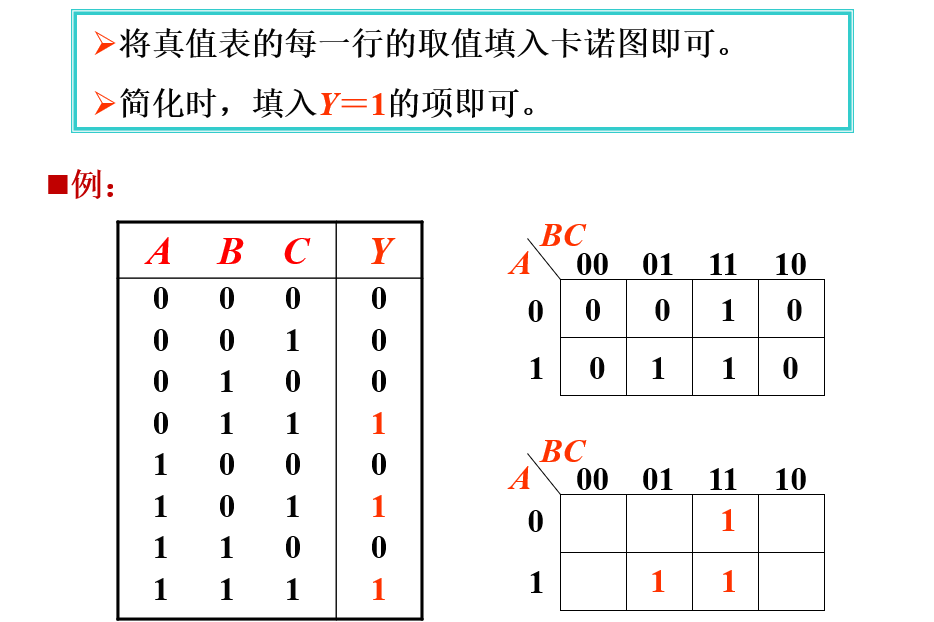 ➢将真值表的每一行的取值填入卡诺图即可。
➢简化时，填入Y＝1的项即可。
■例：
A B C Y
0 0 0 0
0 0 1 0
0 1 0 0
0 1 1 1
1 0 0 0
1 0 1 1
1 1 0 0
1 1 1 1
BC
A 00 01 11 10
0 0 0 1 0
1 0 1 1 0
BC
A 00 01 11 10
0 1
1 1 1